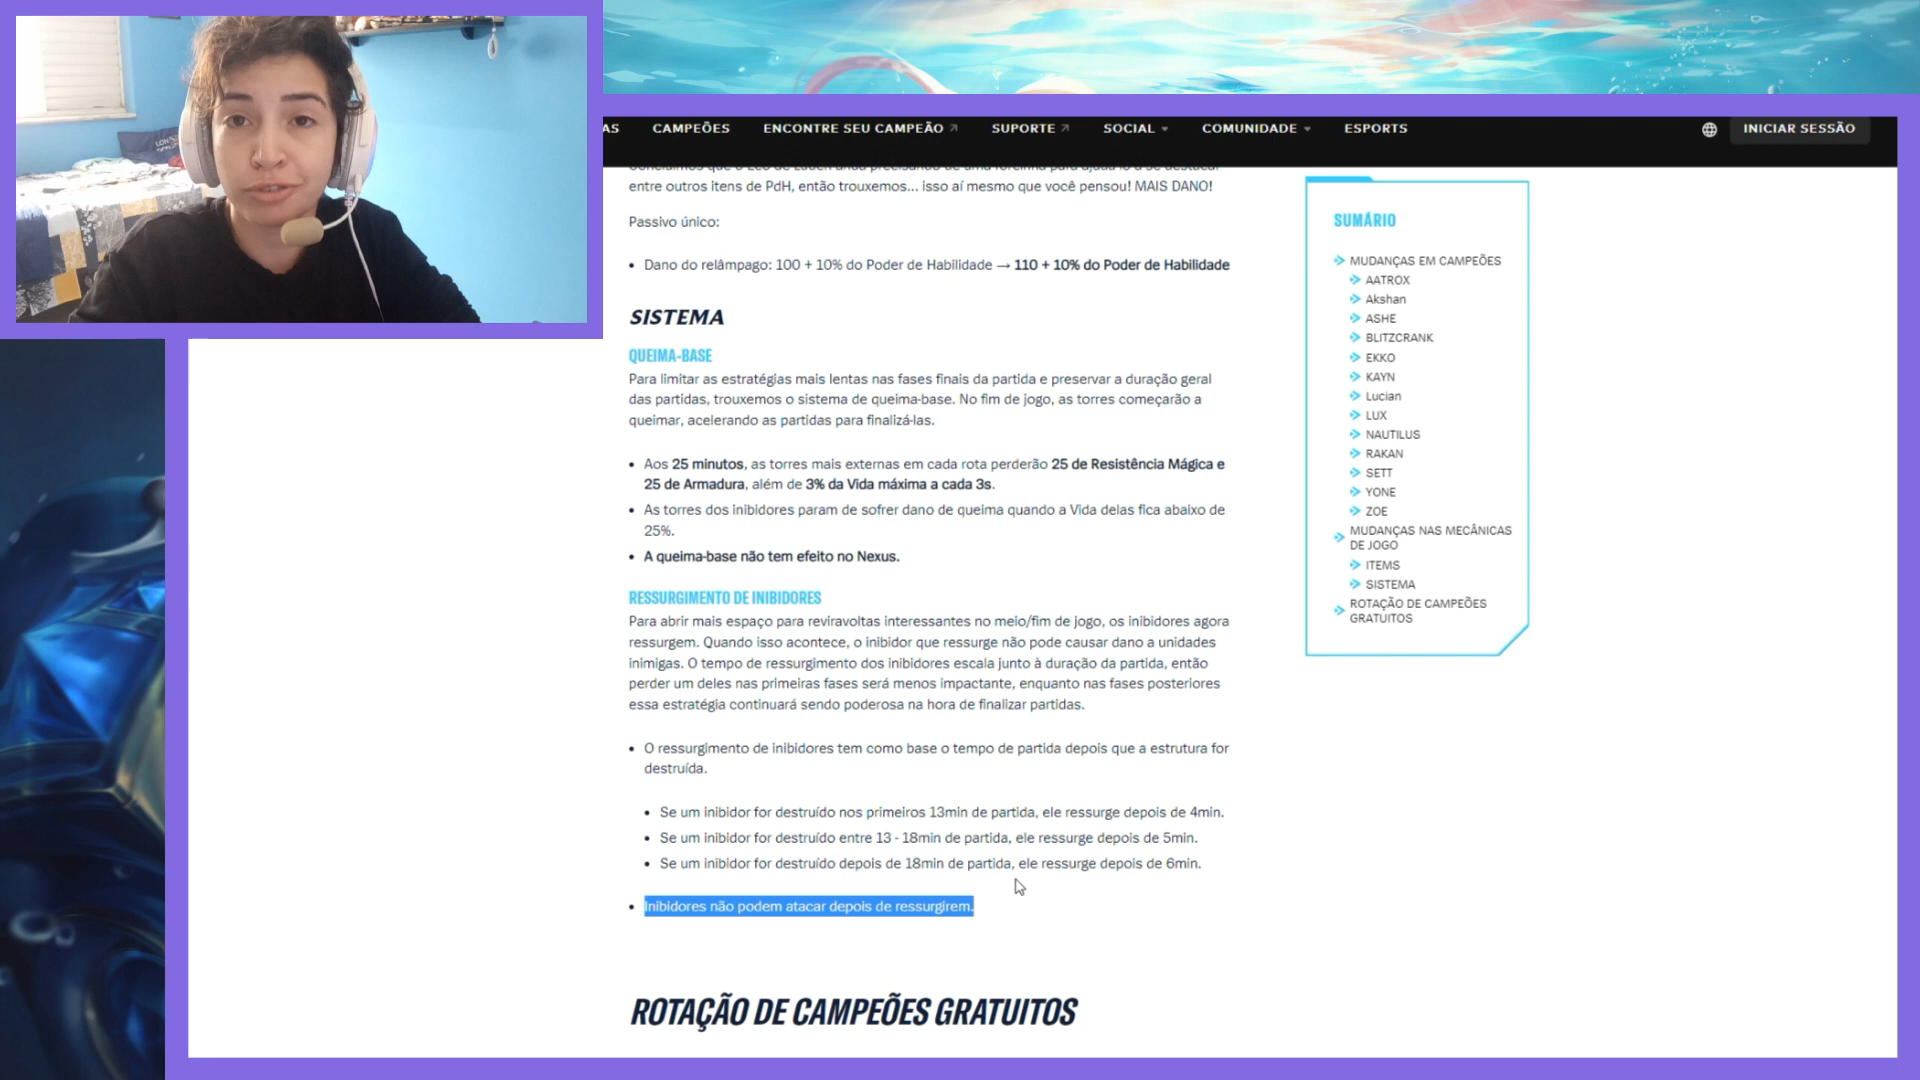 AS
CAMPEÕES
ENCONTRE SEU CAMPEÃO
SUPORTE
SOCIAL
COMUNIDADE
ESPORTS
INICIAR SESSÃO
entre outros itens de PdH, então trouxemos... isso aí mesmo que você pensou! MAIS DANO!
Passivo único:
• Dano do relâmpago: 100 + 10% do Poder de Habilidade → 110 + 10% do Poder de Habilidade
SISTEMA
QUEIMA-BASE
Para limitar as estratégias mais lentas nas fases finais da partida e preservar a duração geral
das partidas, trouxemos o sistema de queima-base. No fim de jogo, as torres começarão a
queimar, acelerando as partidas para finalizá-las.
• Aos 25 minutos, as torres mais externas em cada rota perderão 25 de Resistência Mágica e
25 de Armadura, além de 3% da Vida máxima a cada 3s.
• As torres dos inibidores param de sofrer dano de queima quando a Vida delas fica abaixo de
25%.
• A queima-base não tem efeito no Nexus.
RESSURGIMENTO DE INIBIDORES
Para abrir mais espaço para reviravoltas interessantes no meio/fim de jogo, os inibidores agora
ressurgem. Quando isso acontece, o inibidor que ressurge não pode causar dano a unidades
inimigas. O tempo de ressurgimento dos inibidores escala junto à duração da partida, então
perder um deles nas primeiras fases será menos impactante, enquanto nas fases posteriores
essa estratégia continuará sendo poderosa na hora de finalizar partidas.
• O ressurgimento de inibidores tem como base o tempo de partida depois que a estrutura for
destruída.
• Se um inibidor for destruído nos primeiros 13min de partida, ele ressurge depois de 4min.
• Se um inibidor for destruído entre 13 - 18min de partida, ele ressurge depois de 5min.
• Se um inibidor for destruído depois de 18min de partida, ele ressurge depois de 6min.
• Inibidores não podem atacar depois de ressurgirem.
ROTAÇÃO DE CAMPEÕES GRATUITOS
SUMÁRIO
MUDANÇAS EM CAMPEÕES
AATROX
Akshan
ASHE
BLITZCRANK
EKKO
KAYN
Lucian
LUX
NAUTILUS
RAKAN
SETT
YONE
ZOE
MUDANÇAS NAS MECÂNICAS
DE JOGO
ITEMS
SISTEMA
ROTAÇÃO DE CAMPEÕES
GRATUITOS